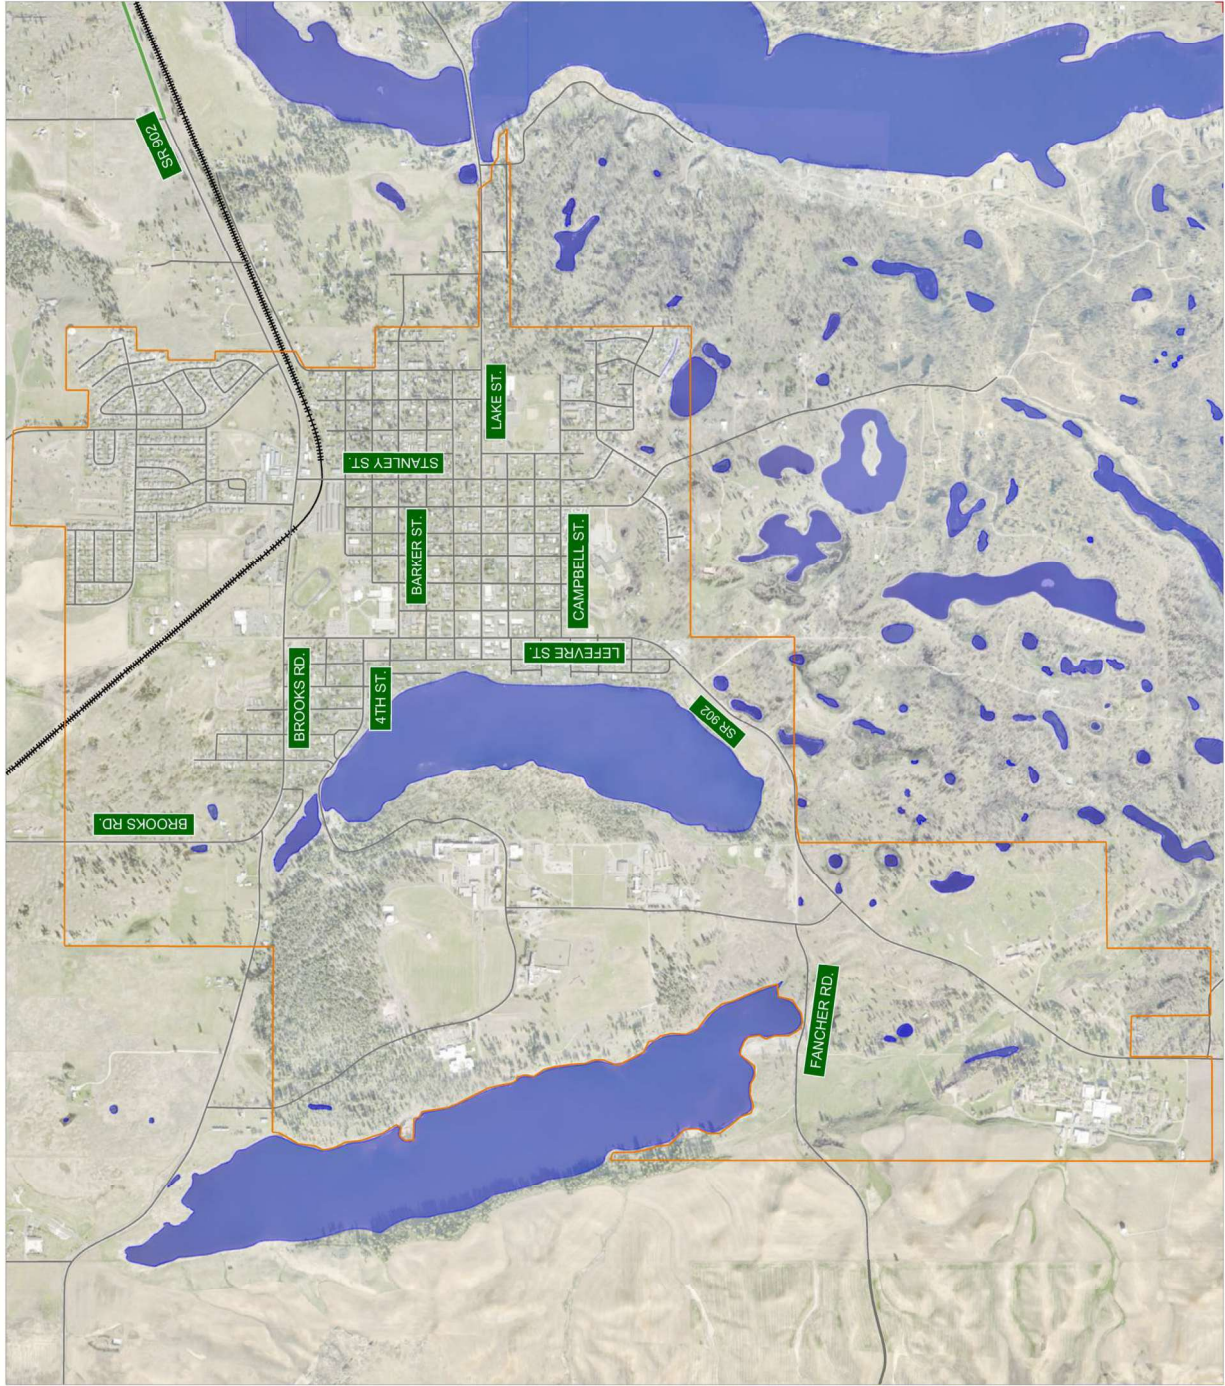 SR 902
LAKE ST.
STANLEY ST.
BARKER ST.
CAMPBELL ST.
LEFEVRE ST.
BROOKS RD.
4TH ST.
SR 902
BROOKS RD.
FANCHER RD.